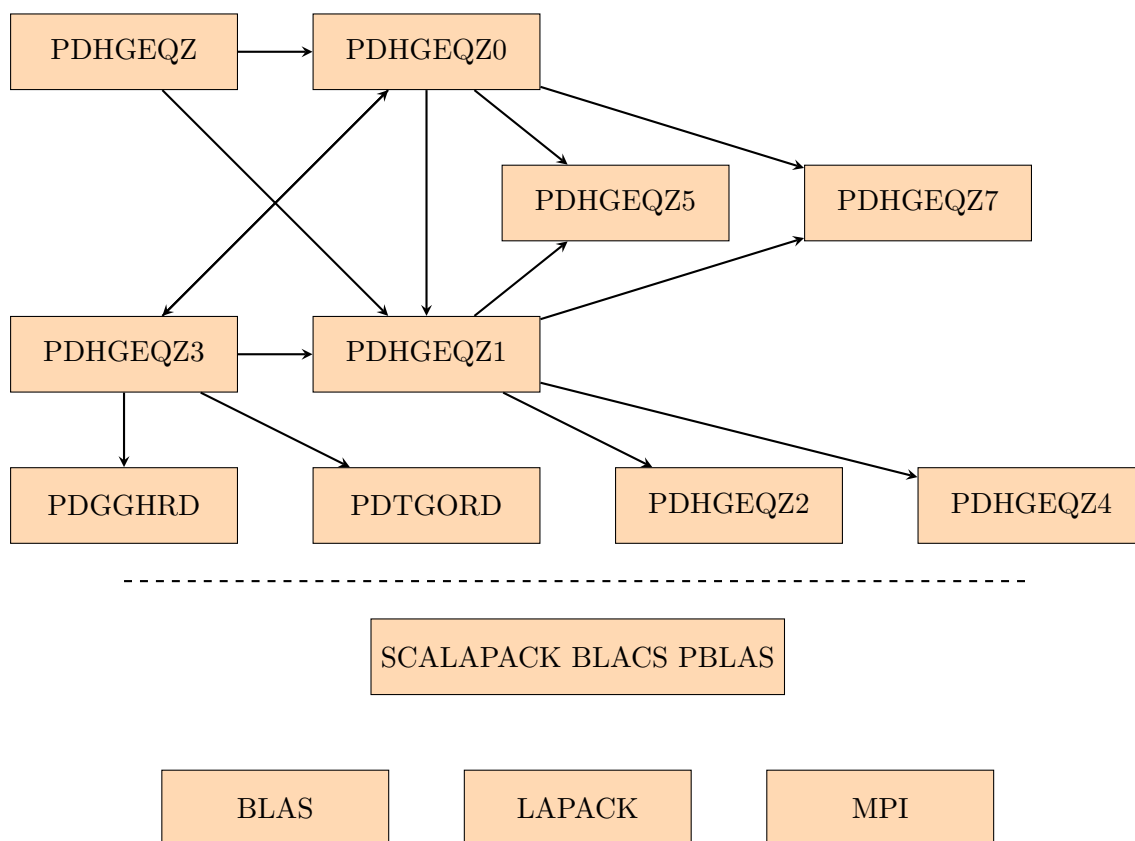 PDHGEQZ
PDHGEQZ0
PDHGEQZ5
PDHGEQZ7
PDHGEQZ3
PDHGEQZ1
PDGGHRD
PDTGORD
PDHGEQZ2
PDHGEQZ4
SCALAPACK BLACS PBLAS
BLAS
LAPACK
MPI